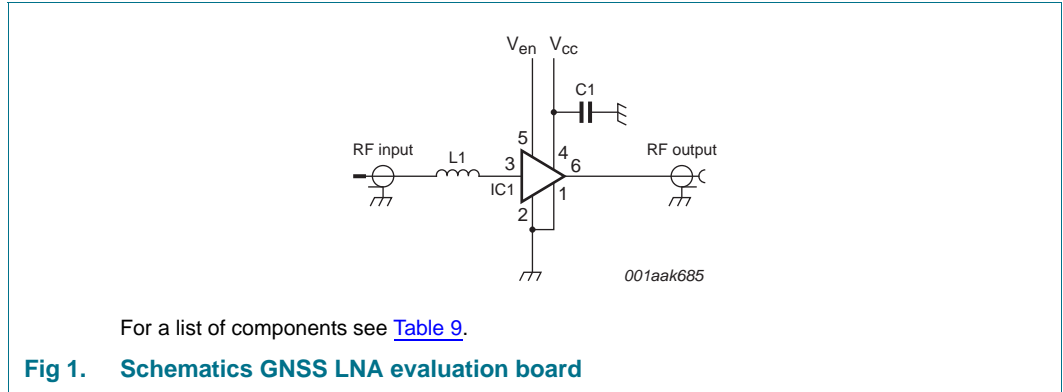 Ven Vcc
C1
5
4
RF input
L1
3
6
RF output
IC1
1
2
001aak685
For a list of components see Table 9.
Fig 1. Schematics GNSS LNA evaluation board